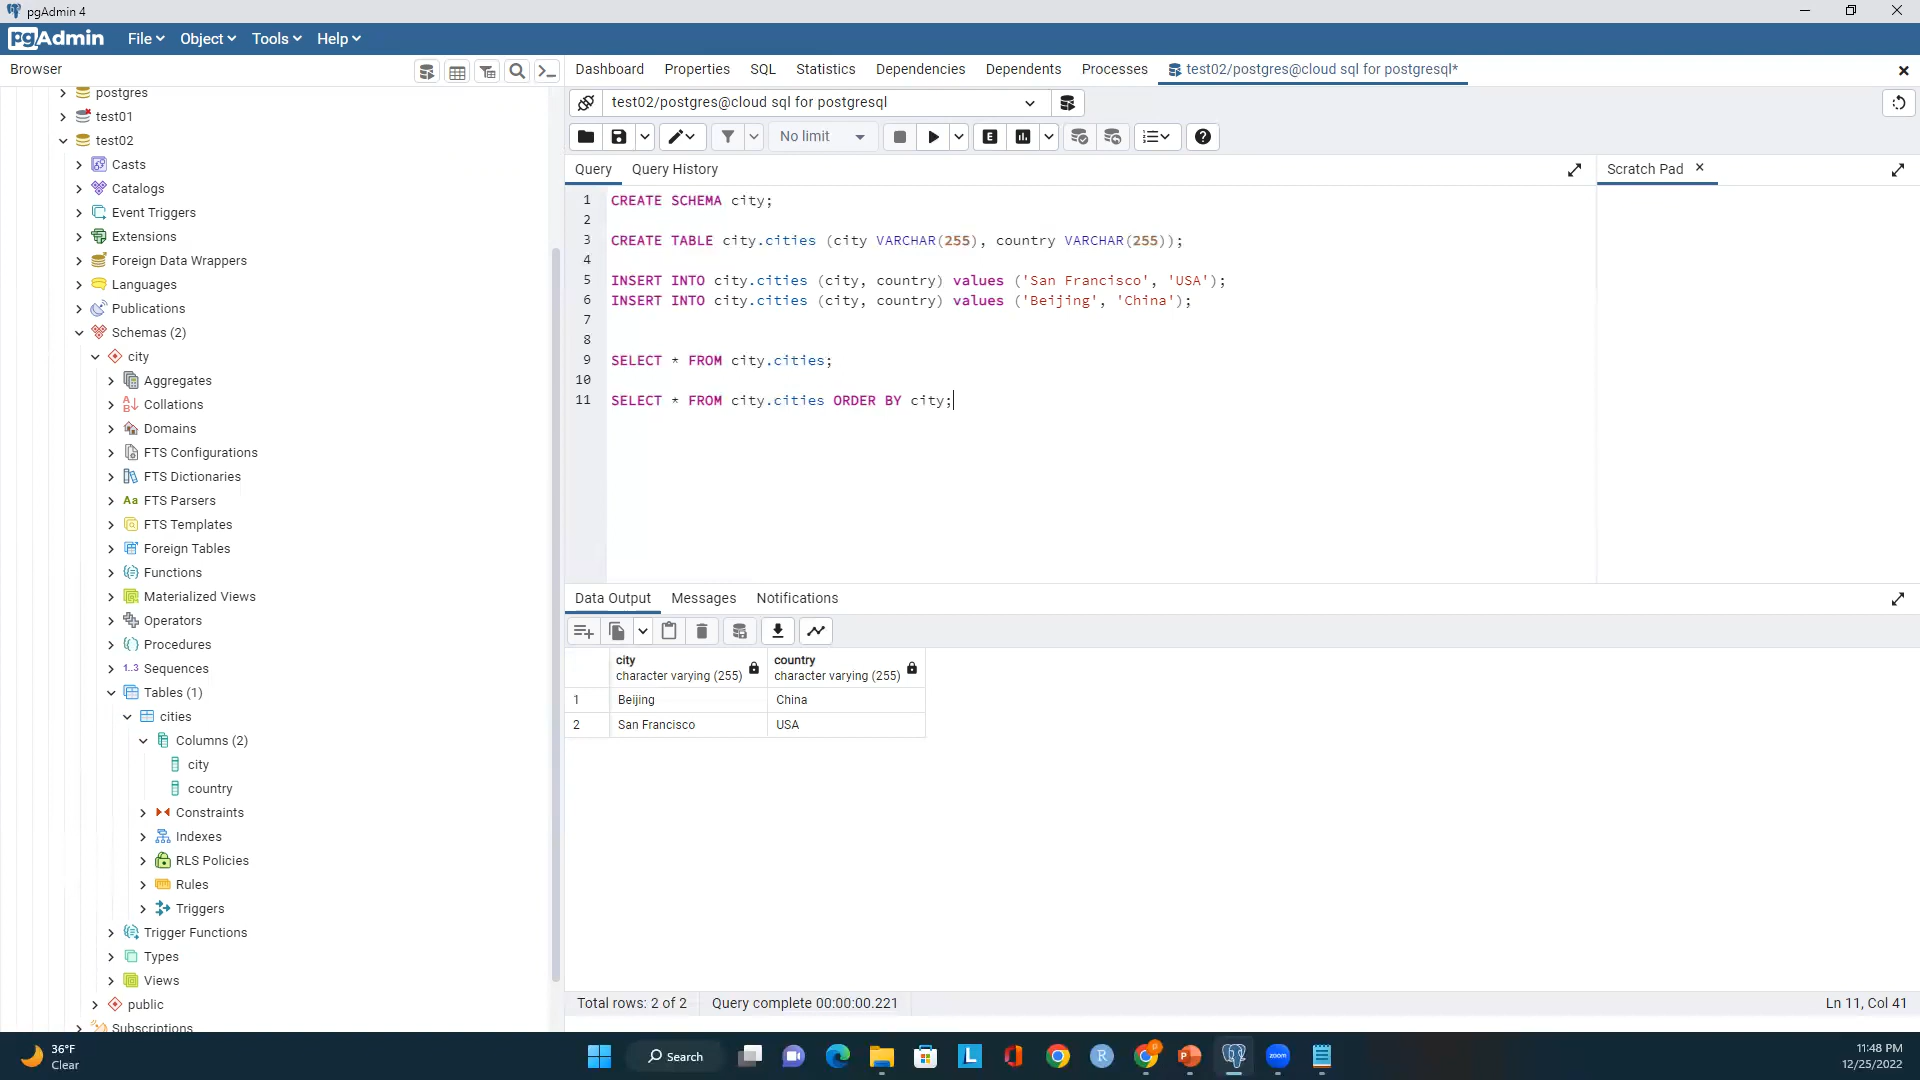 pgAdmin 4
pgAdmin File Object Tools Help
Browser
Dashboard Properties SQL Statistics Dependencies Dependents Processes test02/postgres@cloud sql for postgresql*
test02/postgres@cloud sql for postgresql
No limit
E
Query Query History
Scratch Pad
1 CREATE SCHEMA city;
2
3 CREATE TABLE city.cities (city VARCHAR(255), country VARCHAR(255));
4
5 INSERT INTO city.cities (city, country) values ('San Francisco', 'USA');
6 INSERT INTO city.cities (city, country) values ('Beijing', 'China');
7
8
9 SELECT * FROM city.cities;
10
11 SELECT * FROM city.cities ORDER BY city;
postgres
test01
test02
Casts
Catalogs
Event Triggers
Extensions
Foreign Data Wrappers
Languages
Publications
Schemas (2)
city
Aggregates
Collations
Domains
FTS Configurations
FTS Dictionaries
Aa FTS Parsers
FTS Templates
Foreign Tables
Functions
Materialized Views
Operators
Procedures
1..3 Sequences
Tables (1)
cities
Columns (2)
city
country
Constraints
Indexes
RLS Policies
Rules
Triggers
Trigger Functions
Types
Views
public
Subscriptions
Data Output Messages Notifications
city country
character varying (255) character varying (255)
1 Beijing China
2 San Francisco USA
Total rows: 2 of 2 Query complete 00:00:00.221
Ln 11, Col 41
36°F
Clear
Search
L
R
P
zoom
11:48 PM
12/25/2022